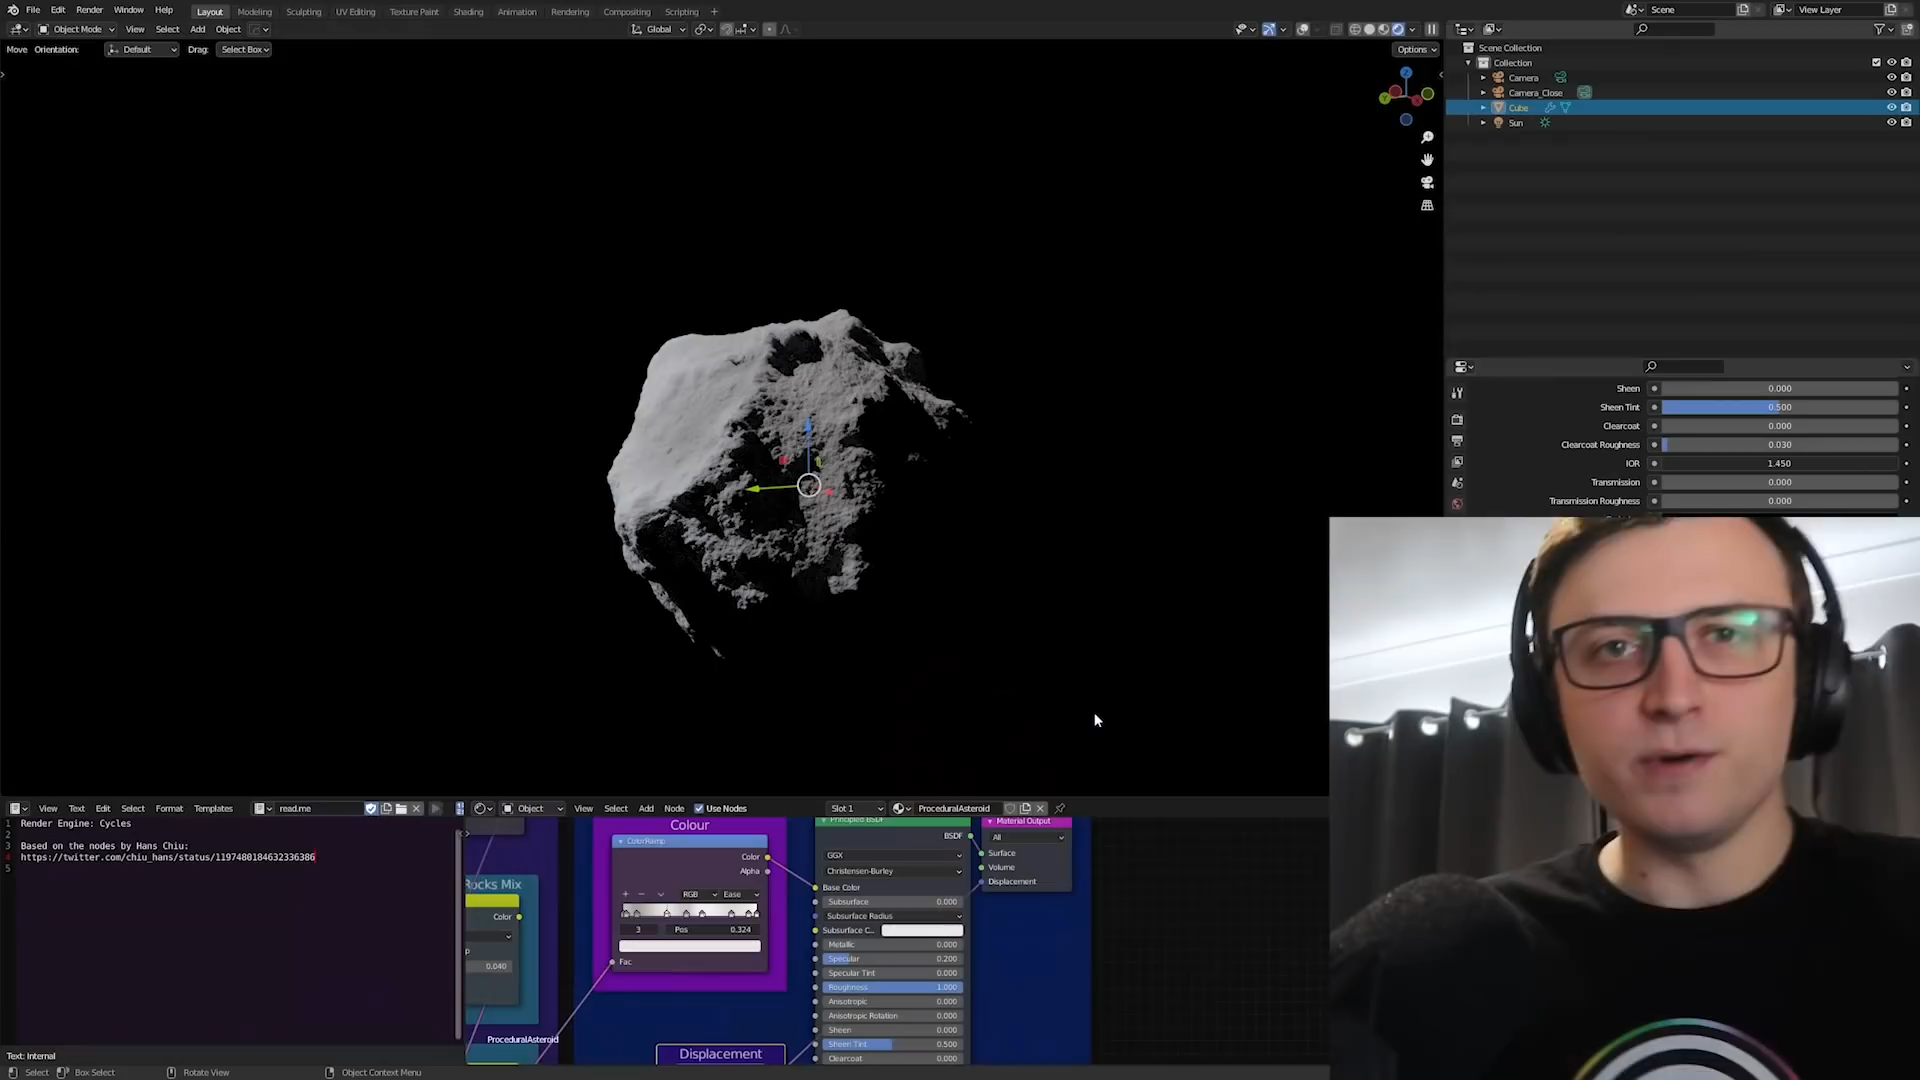 File Edit Render Window Help Layout Modeling Sculpting UV Editing Texture Paint Shading Animation Rendering Compositing Scripting +
Scene
View Layer
Object Mode View Select Add Object
Global
Move Orientation: Default Drag: Select Box
Options
Z
Scene Collection
Collection
Camera
Camera_Close
Cube
Sun
Sheen 0.000
Sheen Tint 0.500
Clearcoat 0.000
Clearcoat Roughness 0.030
IOR 1.450
Transmission 0.000
Transmission Roughness 0.000
View Text Edit Select Format Templates read.me
1 Render Engine: Cycles
2
3 Based on the nodes by Hans Chiu:
4 https://twitter.com/chiu_hans/status/1197480184632336386
5
Text: Internal
Object View Select Add Node Use Nodes Slot 1 ProceduralAsteroid
Rocks Mix
Color
0.040
ProceduralAsteroid
Colour
ColorRamp
Color
Alpha
+ − RGB Ease
3 Pos 0.324
Fac
Displacement
Principled BSDF
BSDF
GGX
Christensen-Burley
Base Color
Subsurface 0.000
Subsurface Radius
Subsurface C...
Metallic 0.000
Specular 0.200
Specular Tint 0.000
Roughness 1.000
Anisotropic 0.000
Anisotropic Rotation 0.000
Sheen 0.000
Sheen Tint 0.500
Clearcoat 0.000
Material Output
All
Surface
Volume
Displacement
Select Box Select Rotate View Object Context Menu